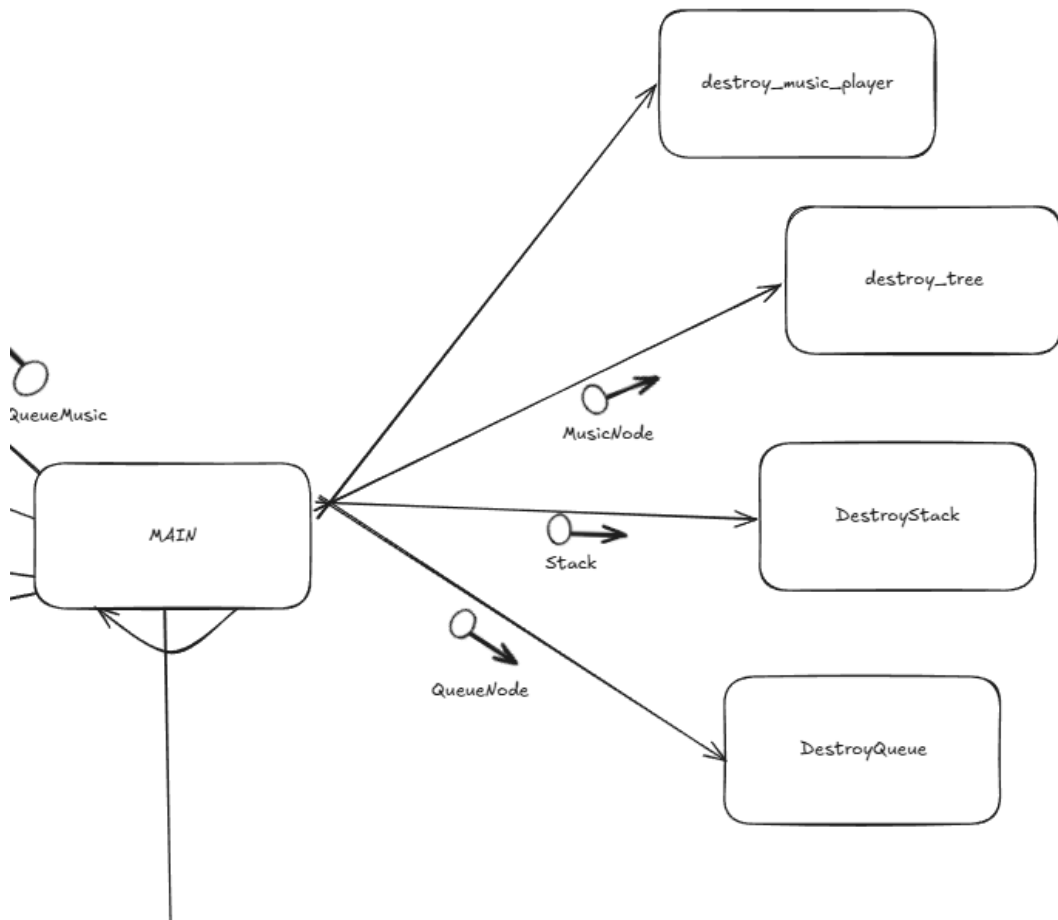 destroy_music_player
destroy_tree
QueueMusic
MusicNode
MAIN
DestroyStack
Stack
QueueNode
DestroyQueue